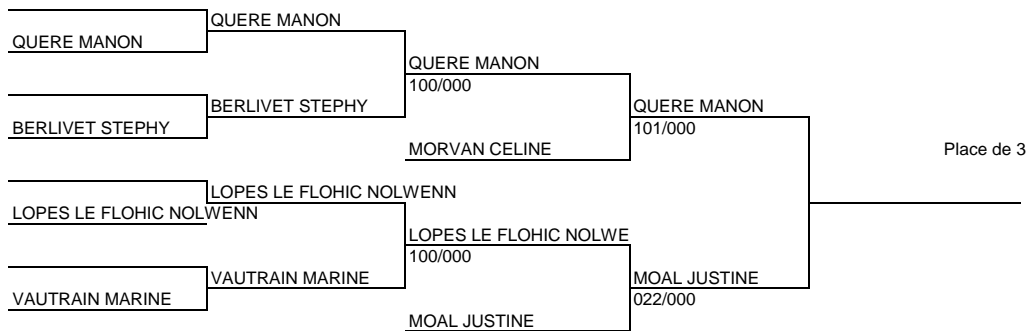 QUERE MANON
QUERE MANON
QUERE MANON
100/000
BERLIVET STEPHY
QUERE MANON
BERLIVET STEPHY
101/000
MORVAN CELINE
Place de 3
LOPES LE FLOHIC NOLWENN
LOPES LE FLOHIC NOLWENN
LOPES LE FLOHIC NOLWE
100/000
VAUTRAIN MARINE
MOAL JUSTINE
VAUTRAIN MARINE
022/000
MOAL JUSTINE